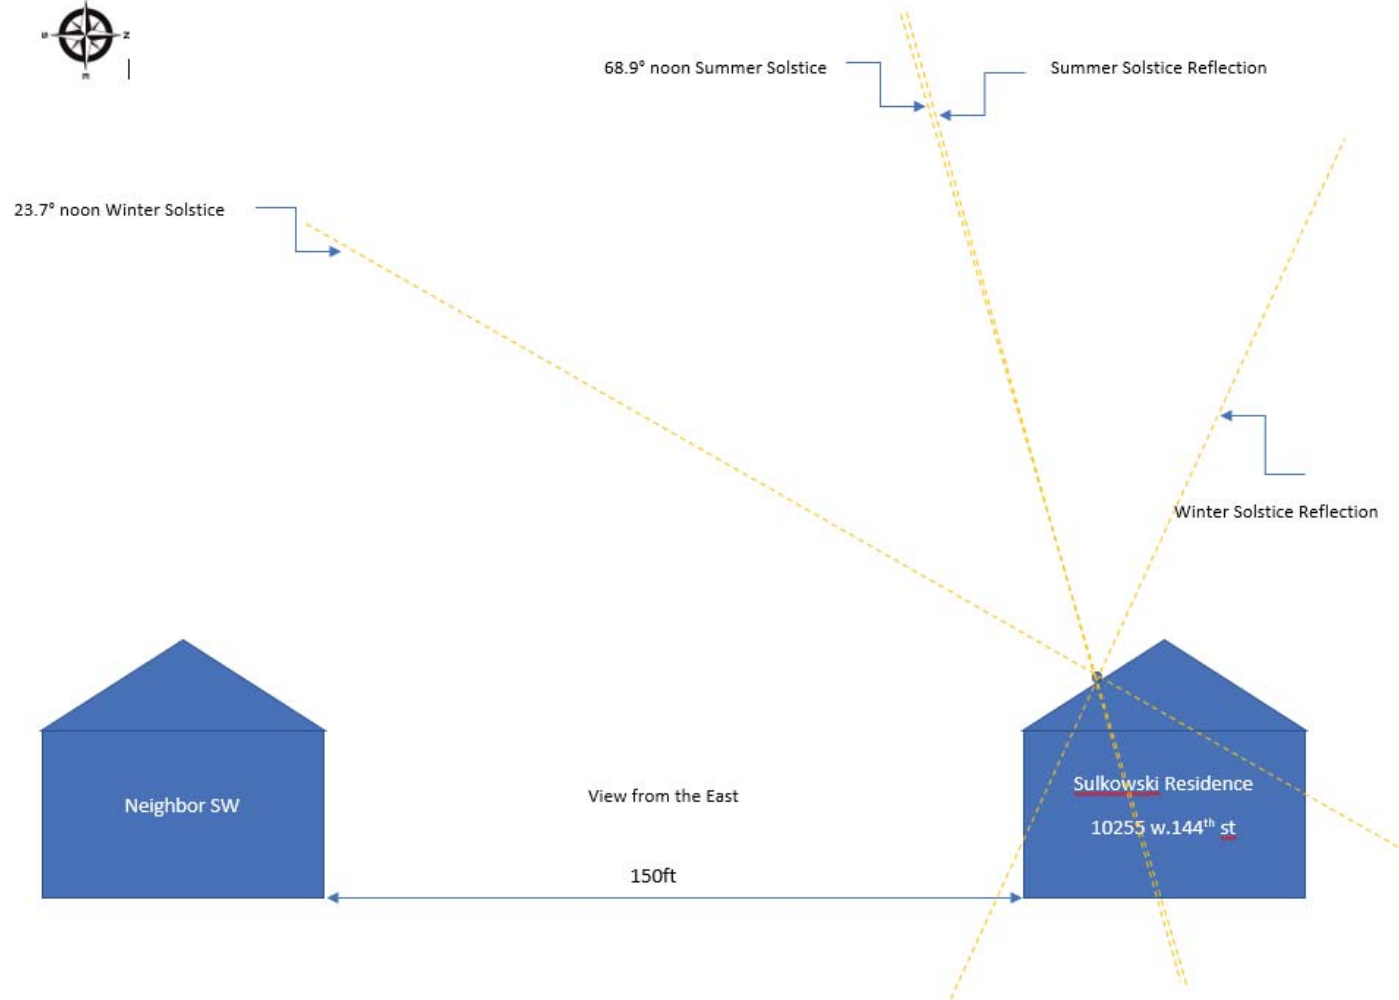 S
N
E
68.9° noon Summer Solstice
Summer Solstice Reflection
23.7° noon Winter Solstice
Winter Solstice Reflection
Neighbor SW
View from the East
Sulkowski Residence
10255 w.144th st
150ft